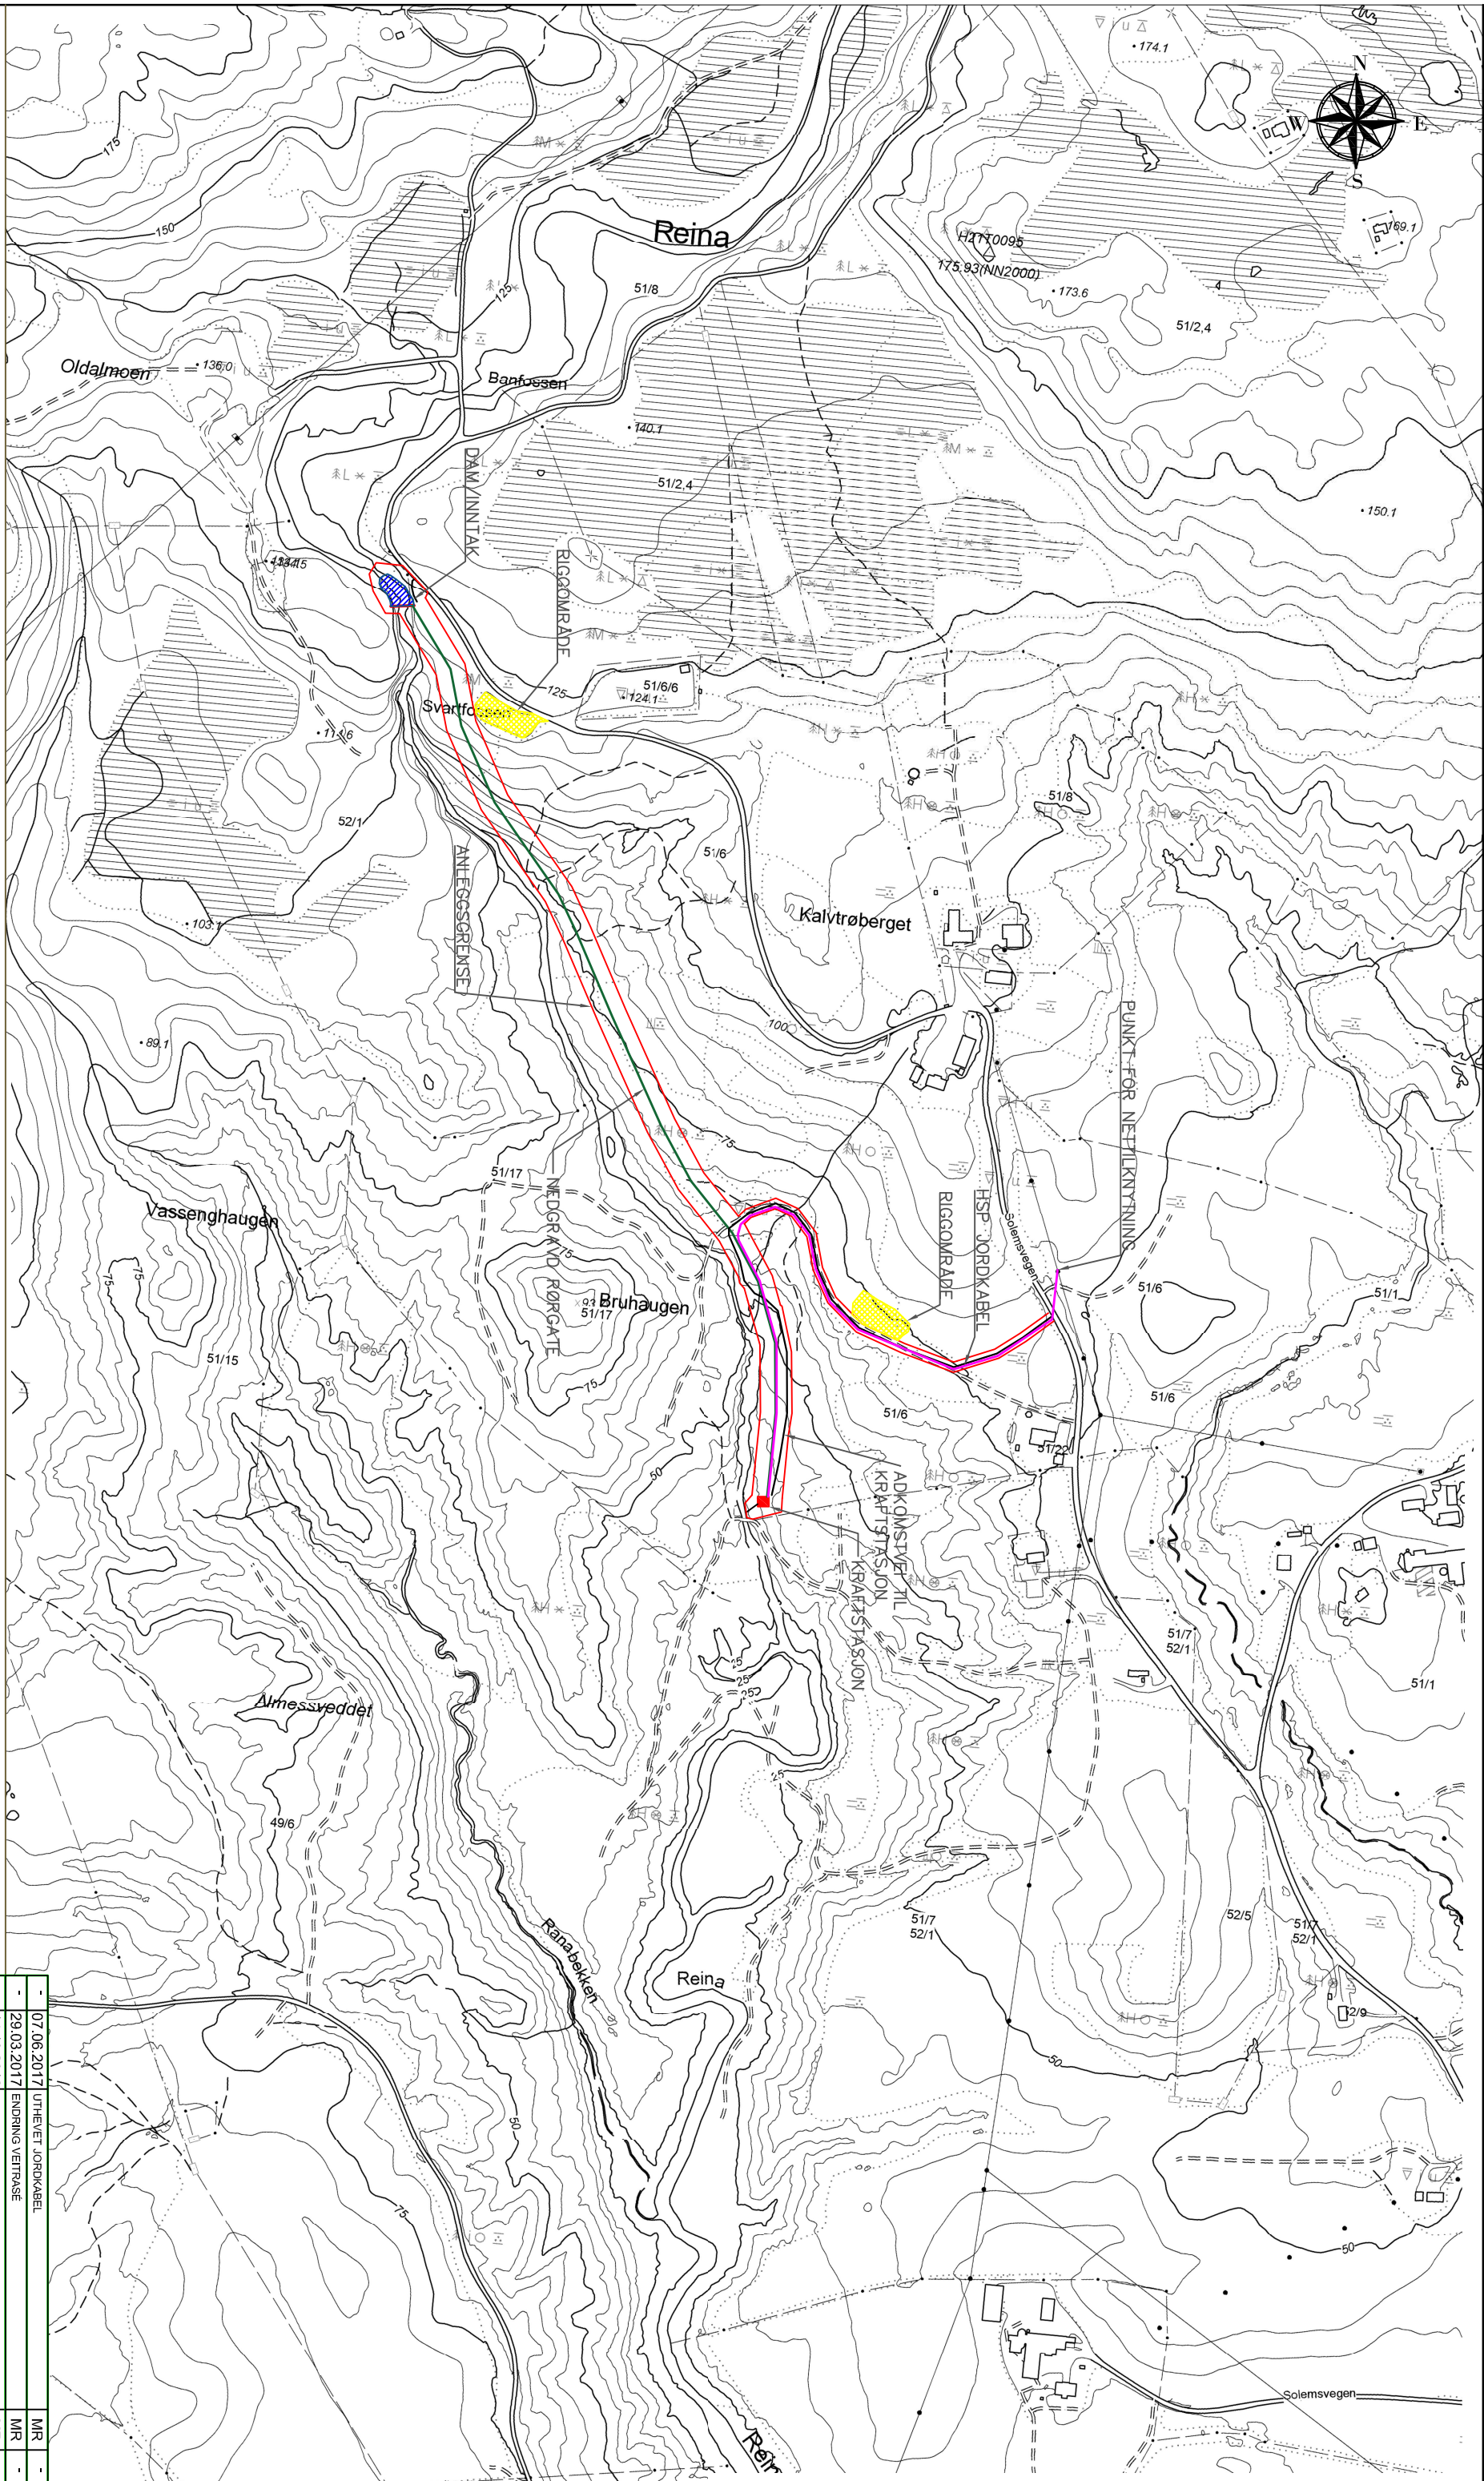 174.1
N
W
E
S
175
Reina
H27T0095
175.93(NN2000)
169.1
150
51/8
125
173.6
4
51/2,4
Oldalmoen
136.0
Banfossen
140.1
DAM/INNTAK
51/2,4
150.1
RIGGOMRÅDE
125
51/6/6
124.1
Svartfossen
52/1
51/6
51/8
Kalvtrøberget
103.1
ANLEGGSGRENSE
100
PUNKT FOR NETTILKNYTNING
89.1
75
51/17
NEDGRAVD RØRGATE
RIGGOMRÅDE
HSP JORDKABEL
Solemsvegen
51/6
51/1
Vassenghaugen
75
75
75
Bruhaugen
51/17
51/15
75
51/6
51/6
51/22
50
ADKOMSTVEI TIL
KRAFTSTASJON
KRAFTSTASJON
51/7
52/1
51/1
25
25
25
Almessveddet
25
49/6
Ranabekken
51/7
52/1
52/5
51/7
52/1
Reina
50
50
75
50
Solemsvegen
- 07.06.2017 UTHEVET JORDKABEL MR -
- 29.03.2017 ENDRING VEITRASÉ MR -